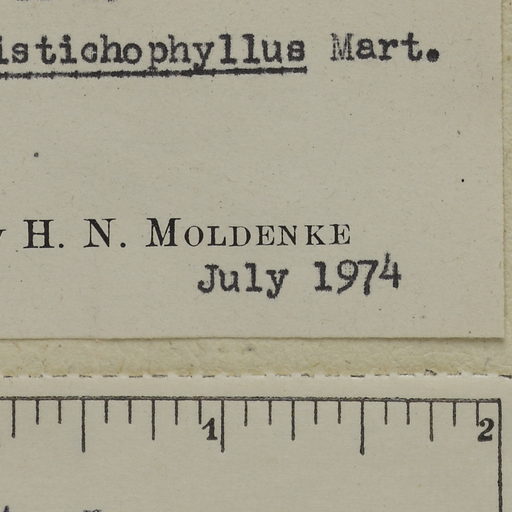 istichophyllus Mart.
H. N. MOLDENKE
July 1974
1 2